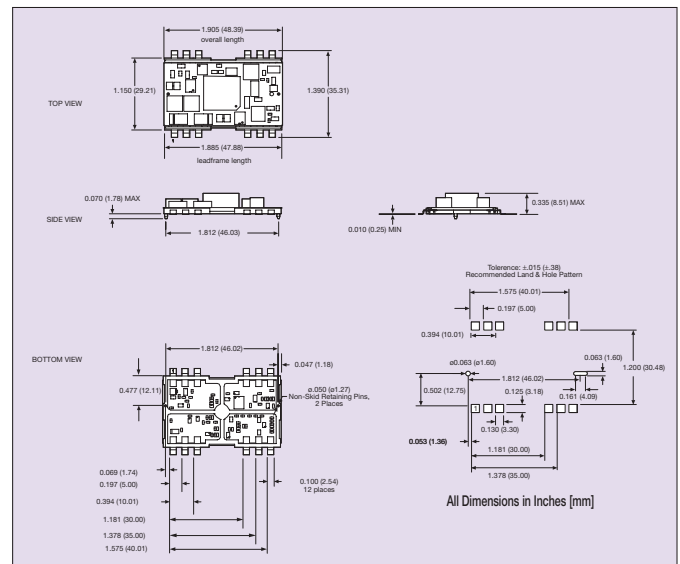 1.905 (48.39)
overall length
1.150 (29.21)
1.390 (35.31)
TOP VIEW
1.885 (47.88)
leadframe length
0.070 (1.78) MAX
0.335 (8.51) MAX
SIDE VIEW
1.812 (46.03)
0.010 (0.25) MIN
Tolerence: ±.015 (±.38)
Recommended Land & Hole Pattern
1.575 (40.01)
0.197 (5.00)
0.394 (10.01)
1.812 (46.02)
BOTTOM VIEW
0.047 (1.18)
ø0.063 (ø1.60)
0.063 (1.60)
1.200 (30.48)
1.812 (46.02)
0.477 (12.11)
ø.050 (ø1.27)
Non-Skid Retaining Pins,
2 Places
0.502 (12.75)
0.125 (3.18)
0.161 (4.09)
1
0.130 (3.30)
0.053 (1.36)
1.181 (30.00)
1.378 (35.00)
0.069 (1.74)
0.197 (5.00)
0.100 (2.54)
12 places
0.394 (10.01)
All Dimensions in Inches [mm]
1.181 (30.00)
1.378 (35.00)
1.575 (40.01)